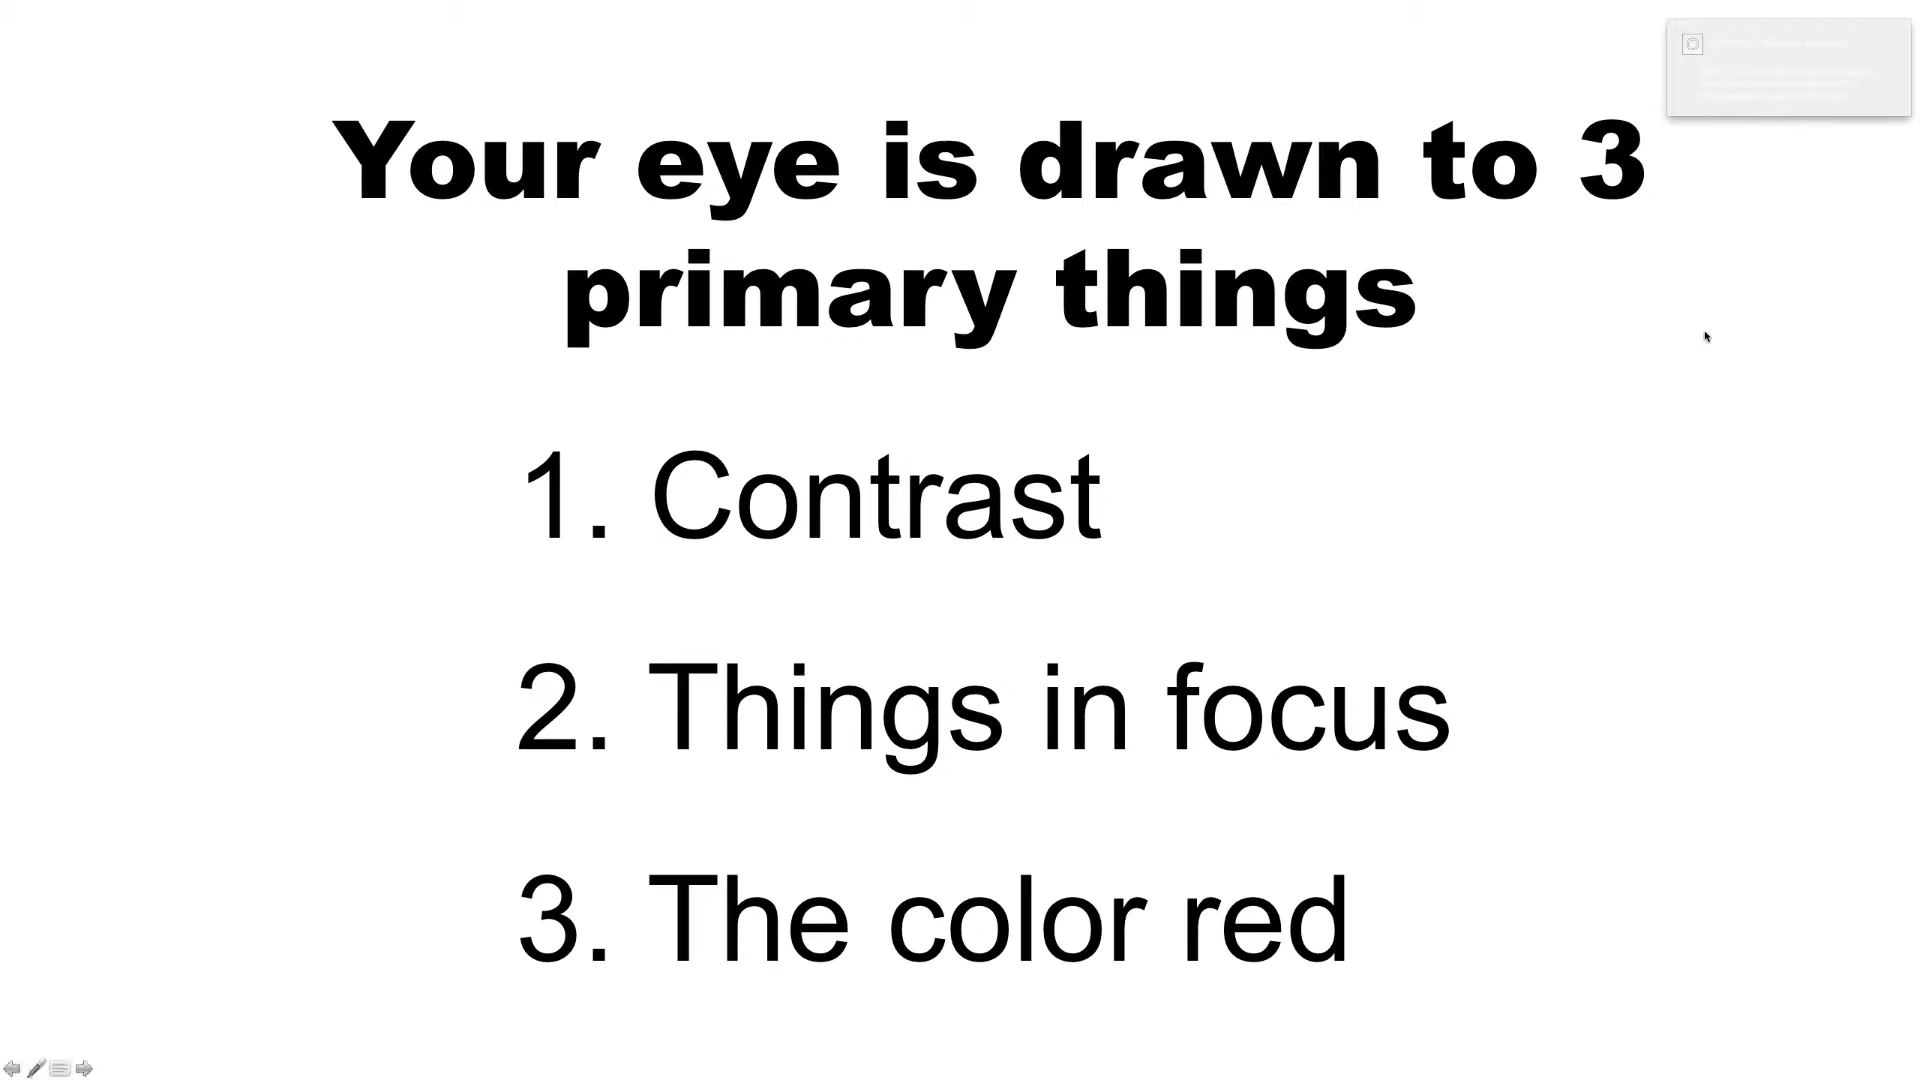 Your eye is drawn to 3
primary things
1. Contrast
2. Things in focus
3. The color red